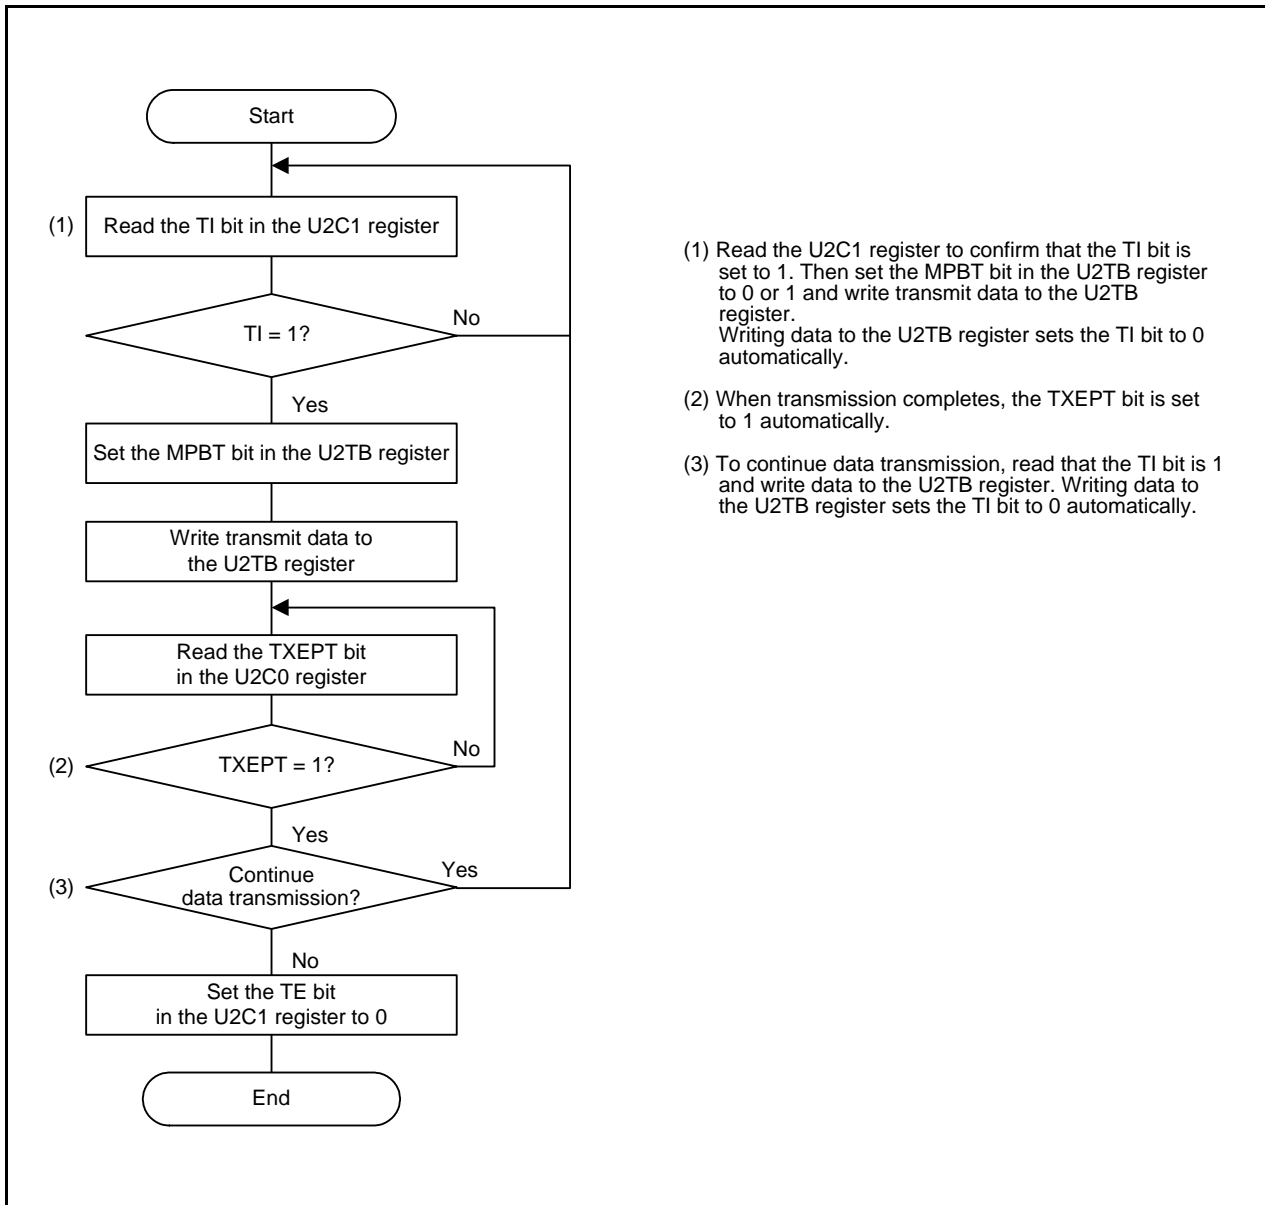 Start
(1)
Read the TI bit in the U2C1 register
TI = 1?
No
Yes
Set the MPBT bit in the U2TB register
Write transmit data to
the U2TB register
Read the TXEPT bit
in the U2C0 register
(2)
TXEPT = 1?
No
Yes
(3)
Continue
data transmission?
Yes
No
Set the TE bit
in the U2C1 register to 0
End
(1) Read the U2C1 register to confirm that the TI bit is
set to 1. Then set the MPBT bit in the U2TB register
to 0 or 1 and write transmit data to the U2TB
register.
Writing data to the U2TB register sets the TI bit to 0
automatically.
(2) When transmission completes, the TXEPT bit is set
to 1 automatically.
(3) To continue data transmission, read that the TI bit is 1
and write data to the U2TB register. Writing data to
the U2TB register sets the TI bit to 0 automatically.